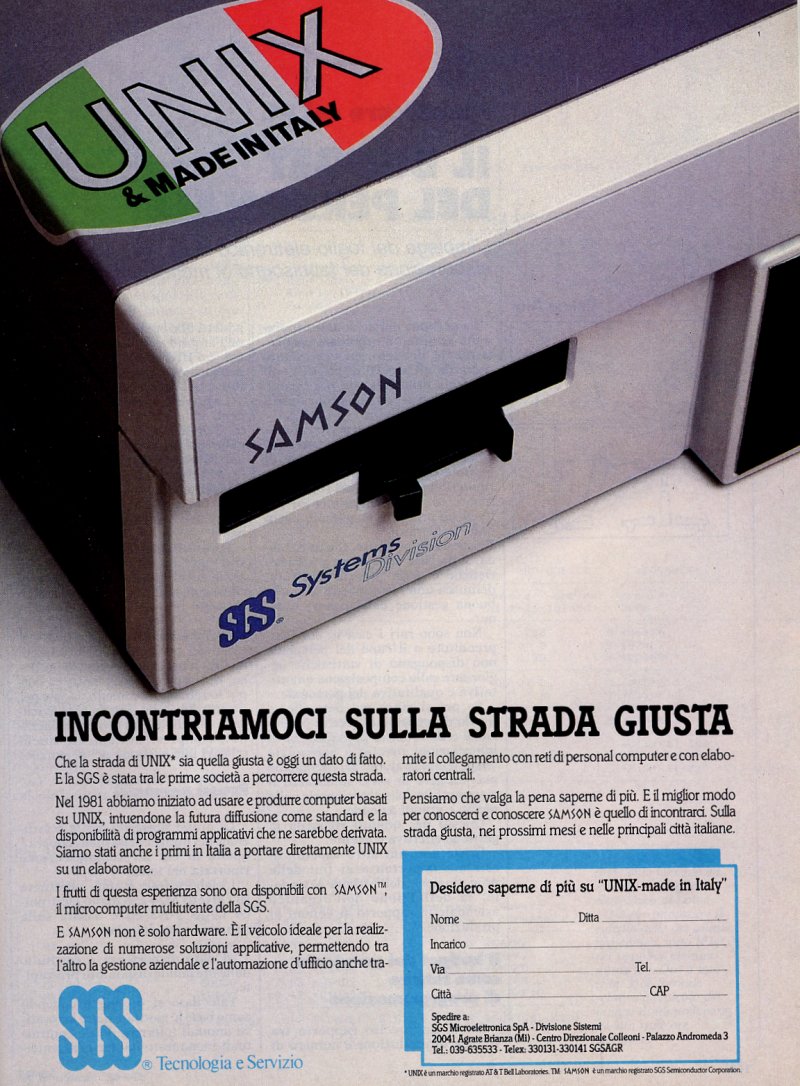 UNIX
& MADE IN ITALY
SAMSON
SGS® Systems
Division
INCONTRIAMOCI SULLA STRADA GIUSTA
Che la strada di UNIX* sia quella giusta è oggi un dato di fatto.
E la SGS è stata tra le prime società a percorrere questa strada.
Nel 1981 abbiamo iniziato ad usare e produrre computer basati
su UNIX, intuendone la futura diffusione come standard e la
disponibilità di programmi applicativi che ne sarebbe derivata.
Siamo stati anche i primi in Italia a portare direttamente UNIX
su un elaboratore.
I frutti di questa esperienza sono ora disponibili con SAMSON™,
il microcomputer multiutente della SGS.
E SAMSON non è solo hardware. È il veicolo ideale per la realiz-
zazione di numerose soluzioni applicative, permettendo tra
l'altro la gestione aziendale e l'automazione d'ufficio anche tra-
mite il collegamento con reti di personal computer e con elabo-
ratori centrali.
Pensiamo che valga la pena saperne di più. E il miglior modo
per conoscerci e conoscere SAMSON è quello di incontrarci. Sulla
strada giusta, nei prossimi mesi e nelle principali città italiane.
Desidero saperne di più su "UNIX-made in Italy"
Nome Ditta
Incarico
Via Tel.
Città CAP
Spedire a:
SGS Microelettronica SpA - Divisione Sistemi
20041 Agrate Brianza (Mi) - Centro Direzionale Colleoni - Palazzo Andromeda 3
Tel.: 039-635533 - Telex: 330131-330141 SGSAGR
SGS ® Tecnologia e Servizio
* UNIX è un marchio registrato AT & T Bell Laboratories. TM SAMSON è un marchio registrato SGS Semiconductor Corporation.